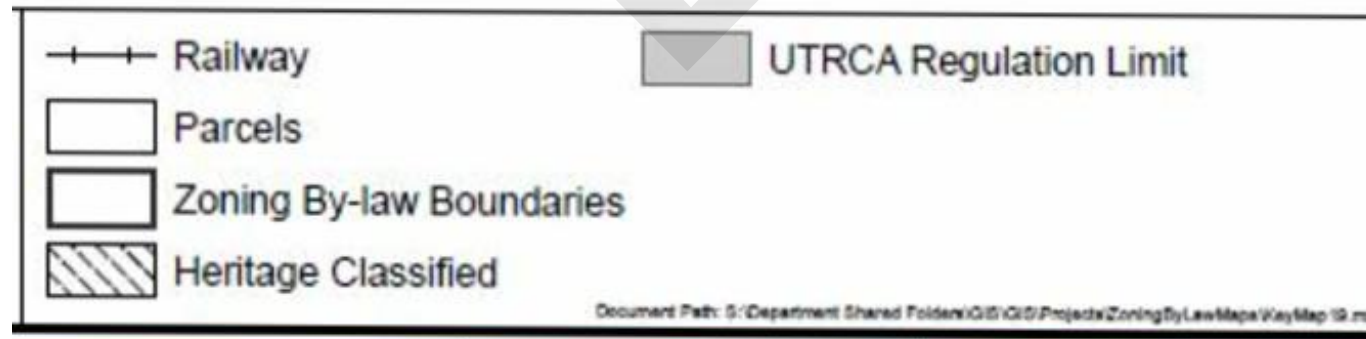 Railway
UTRCA Regulation Limit
Parcels
Zoning By-law Boundaries
Heritage Classified
Document Path: S:\Department Shared Folders\GIS\GIS\Projects\ZoningByLawMaps\KeyMap